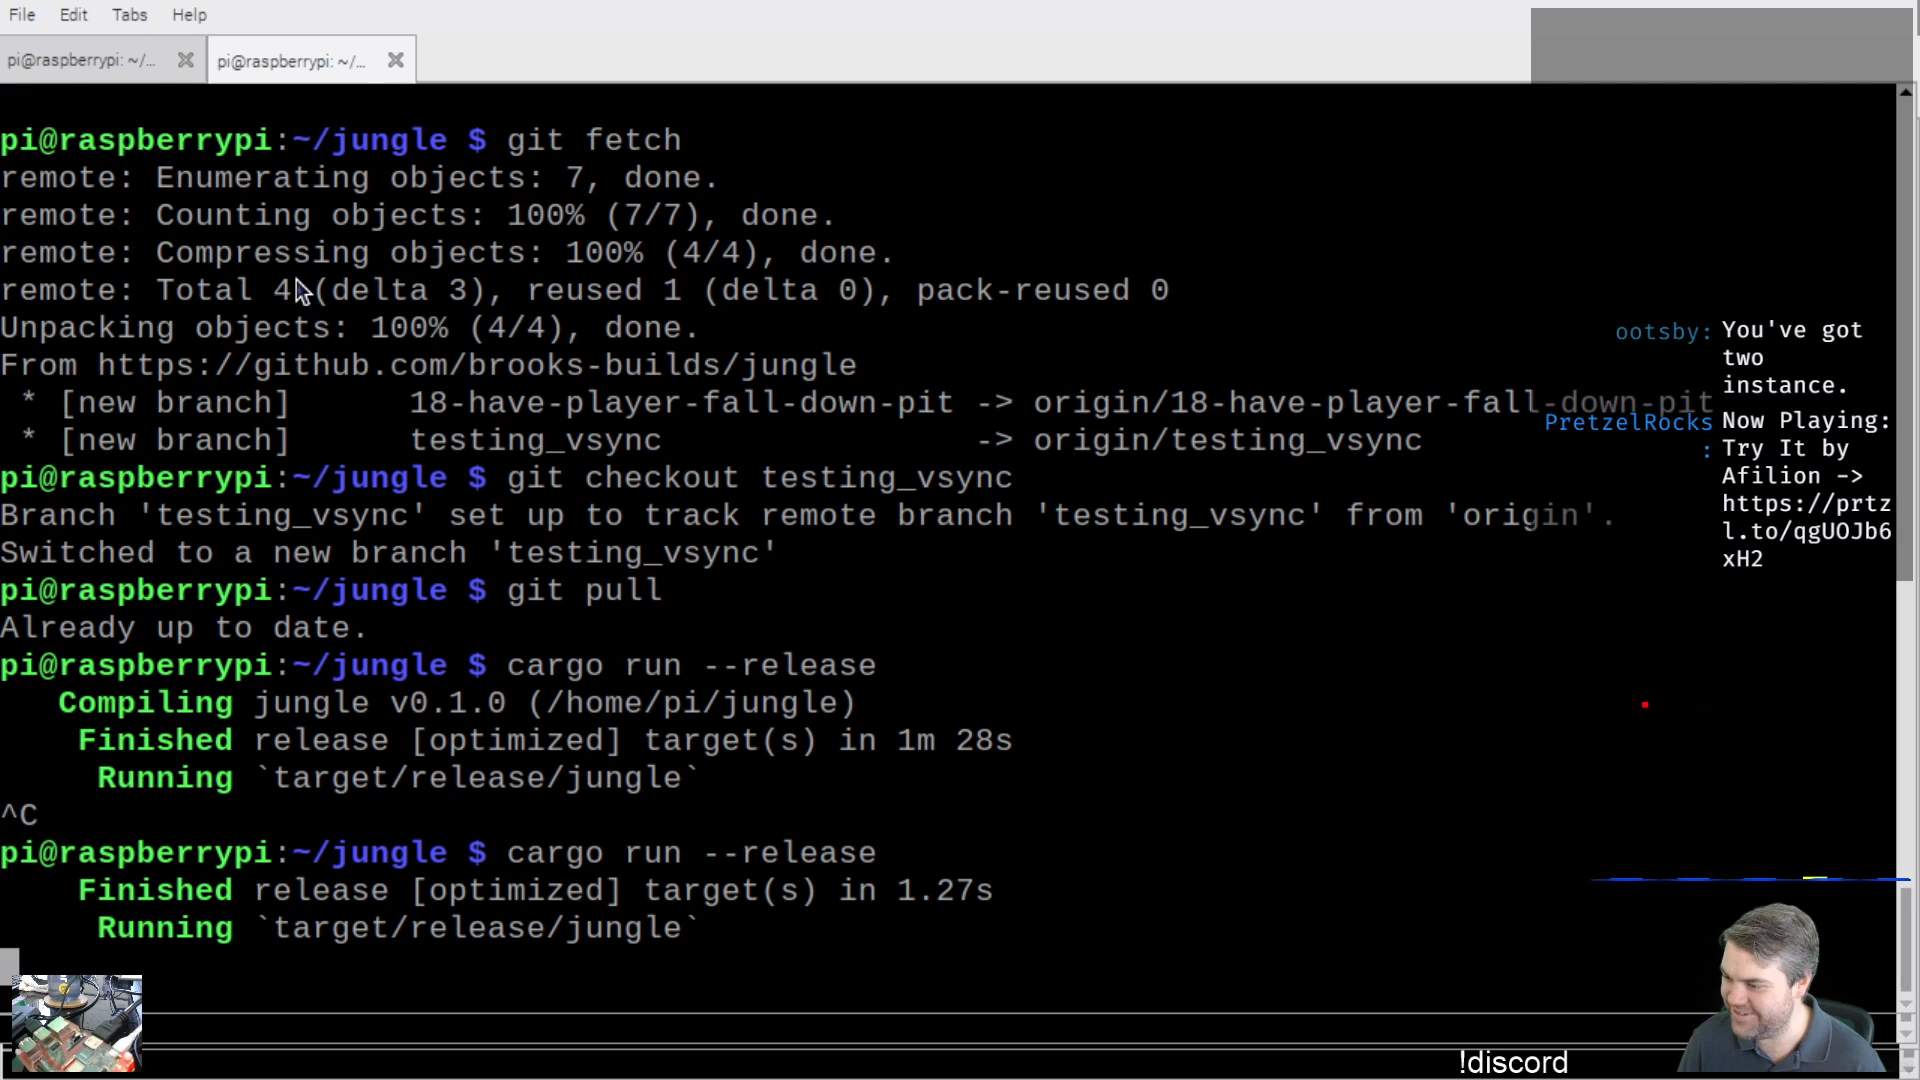 File Edit Tabs Help
pi@raspberrypi: ~/...
pi@raspberrypi: ~/...
pi@raspberrypi:~/jungle $ git fetch
remote: Enumerating objects: 7, done.
remote: Counting objects: 100% (7/7), done.
remote: Compressing objects: 100% (4/4), done.
remote: Total 4 (delta 3), reused 1 (delta 0), pack-reused 0
Unpacking objects: 100% (4/4), done.
From https://github.com/brooks-builds/jungle
* [new branch] 18-have-player-fall-down-pit -> origin/18-have-player-fall-down-pit
* [new branch] testing_vsync -> origin/testing_vsync
pi@raspberrypi:~/jungle $ git checkout testing_vsync
Branch 'testing_vsync' set up to track remote branch 'testing_vsync' from 'origin'.
Switched to a new branch 'testing_vsync'
pi@raspberrypi:~/jungle $ git pull
Already up to date.
pi@raspberrypi:~/jungle $ cargo run --release
Compiling jungle v0.1.0 (/home/pi/jungle)
Finished release [optimized] target(s) in 1m 28s
Running `target/release/jungle`
^C
pi@raspberrypi:~/jungle $ cargo run --release
Finished release [optimized] target(s) in 1.27s
Running `target/release/jungle`
ootsby: You've got
two
instance.
PretzelRocks Now Playing:
: Try It by
Afilion ->
https://prtz
l.to/qgUOJb6
xH2
!discord